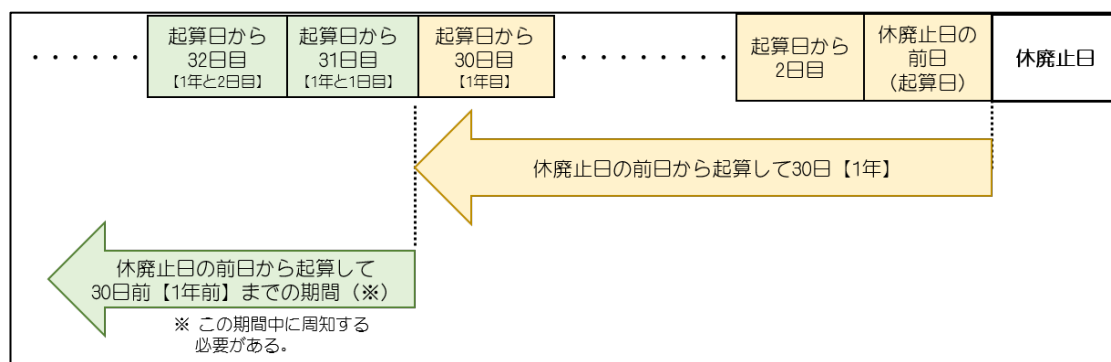 ・・・・・・
起算日から
32日目
【1年と2日目】
起算日から
31日目
【1年と1日目】
起算日から
30日目
【1年目】
・・・・・・・・・
起算日から
2日目
休廃止日の
前日
(起算日)
休廃止日
休廃止日の前日から起算して30日【1年】
休廃止日の前日から起算して
30日前【1年前】までの期間(※)
※ この期間中に周知する
必要がある。